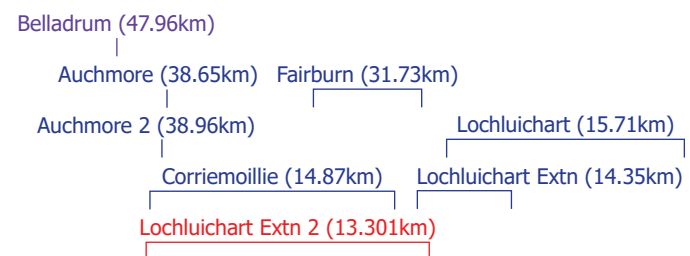 Belladrum (47.96km)
Auchmore (38.65km) Fairburn (31.73km)
Auchmore 2 (38.96km) Lochluichart (15.71km)
Corriemoillie (14.87km) Lochluichart Extn (14.35km)
Lochluichart Extn 2 (13.301km)